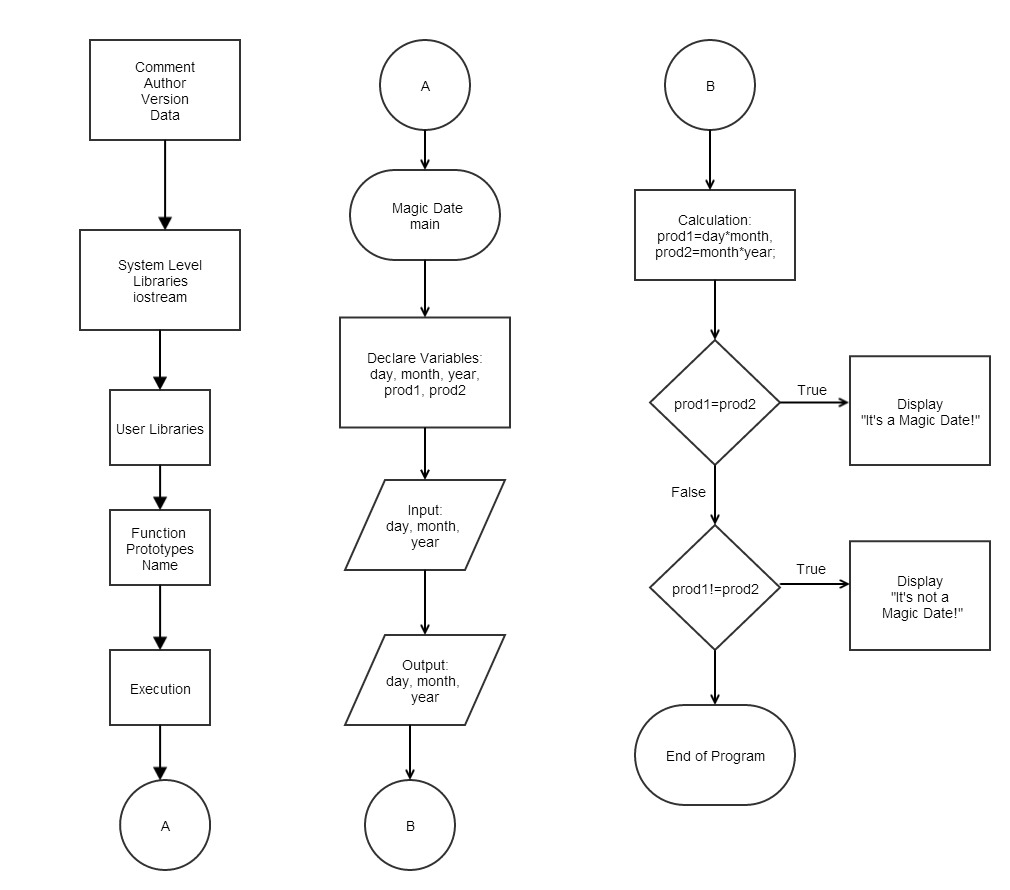 Comment
Author
Version
Data
System Level
Libraries
iostream
User Libraries
Function
Prototypes
Name
Execution
A
A
Magic Date
main
Declare Variables:
day, month, year,
prod1, prod2
Input:
day, month,
year
Output:
day, month,
year
B
B
Calculation:
prod1=day*month,
prod2=month*year;
prod1=prod2
True
Display
"It's a Magic Date!"
False
prod1!=prod2
True
Display
"It's not a
Magic Date!"
End of Program